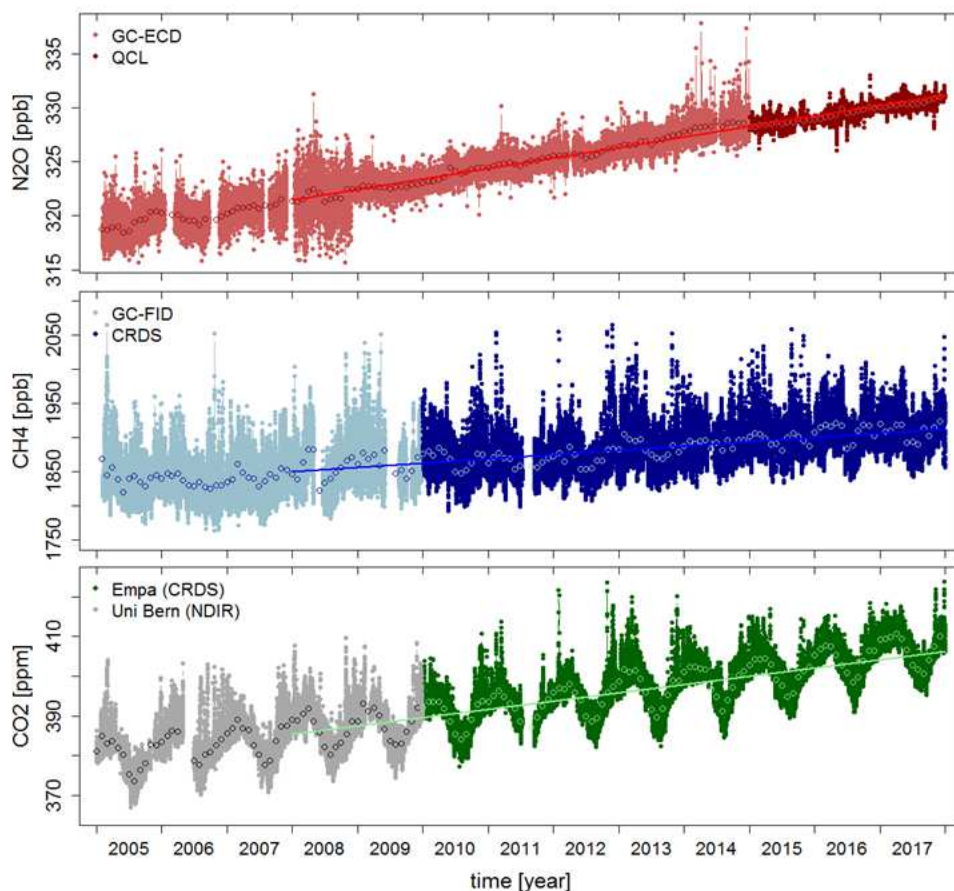 GC-ECD
QCL
N2O [ppb]
335
330
325
320
315
GC-FID
CRDS
CH4 [ppb]
2050
1950
1850
1750
Empa (CRDS)
Uni Bern (NDIR)
CO2 [ppm]
410
390
370
2005 2006 2007 2008 2009 2010 2011 2012 2013 2014 2015 2016 2017
time [year]